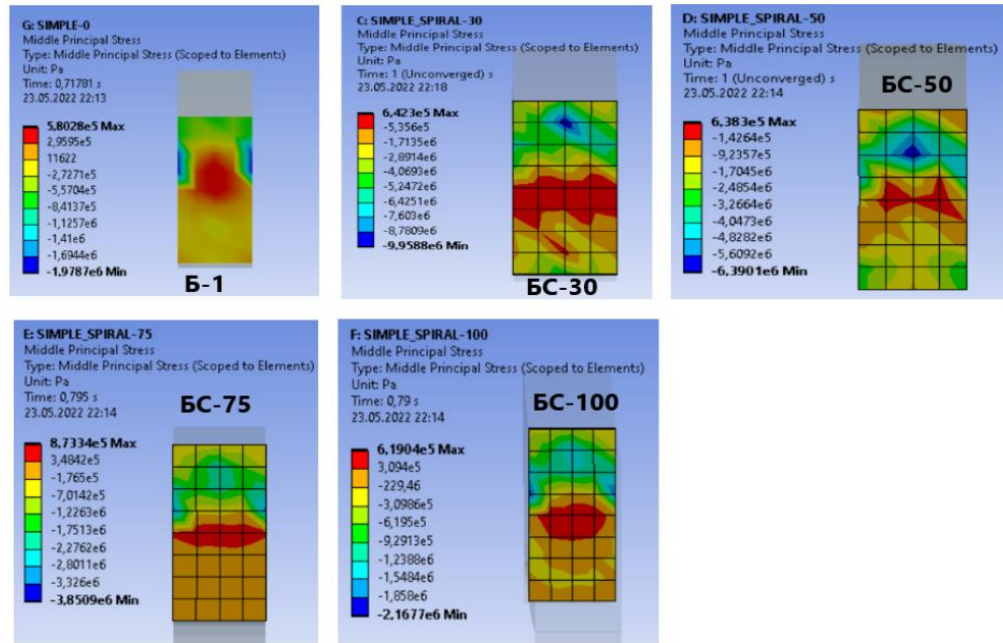 G: SIMPLE-0
Middle Principal Stress
Type: Middle Principal Stress (Scoped to Elements)
Unit: Pa
Time: 0,71781 s
23.05.2022 22:13
5,8028e5 Max
2,9595e5
11622
-2,7271e5
-5,5704e5
-8,4137e5
-1,1257e6
-1,41e6
-1,6944e6
-1,9787e6 Min
Б-1
C: SIMPLE_SPIRAL-30
Middle Principal Stress
Type: Middle Principal Stress (Scoped to Elements)
Unit: Pa
Time: 1 (Unconverged) s
23.05.2022 22:18
6,423e5 Max
-5,356e5
-1,7135e6
-2,8914e6
-4,0693e6
-5,2472e6
-6,4251e6
-7,603e6
-8,7809e6
-9,9588e6 Min
БС-30
D: SIMPLE_SPIRAL-50
Middle Principal Stress
Type: Middle Principal Stress (Scoped to Elements)
Unit: Pa
Time: 1 (Unconverged) s
23.05.2022 22:14
БС-50
6,383e5 Max
-1,4264e5
-9,2357e5
-1,7045e6
-2,4854e6
-3,2664e6
-4,0473e6
-4,8282e6
-5,6092e6
-6,3901e6 Min
E: SIMPLE_SPIRAL-75
Middle Principal Stress
Type: Middle Principal Stress (Scoped to Elements)
Unit: Pa
Time: 0,795 s
23.05.2022 22:14
БС-75
8,7334e5 Max
3,4842e5
-1,765e5
-7,0142e5
-1,2263e6
-1,7513e6
-2,2762e6
-2,8011e6
-3,326e6
-3,8509e6 Min
F: SIMPLE_SPIRAL-100
Middle Principal Stress
Type: Middle Principal Stress (Scoped to Elements)
Unit: Pa
Time: 0,79 s
23.05.2022 22:14
БС-100
6,1904e5 Max
3,094e5
-229,46
-3,0986e5
-6,195e5
-9,2913e5
-1,2388e6
-1,5484e6
-1,858e6
-2,1677e6 Min